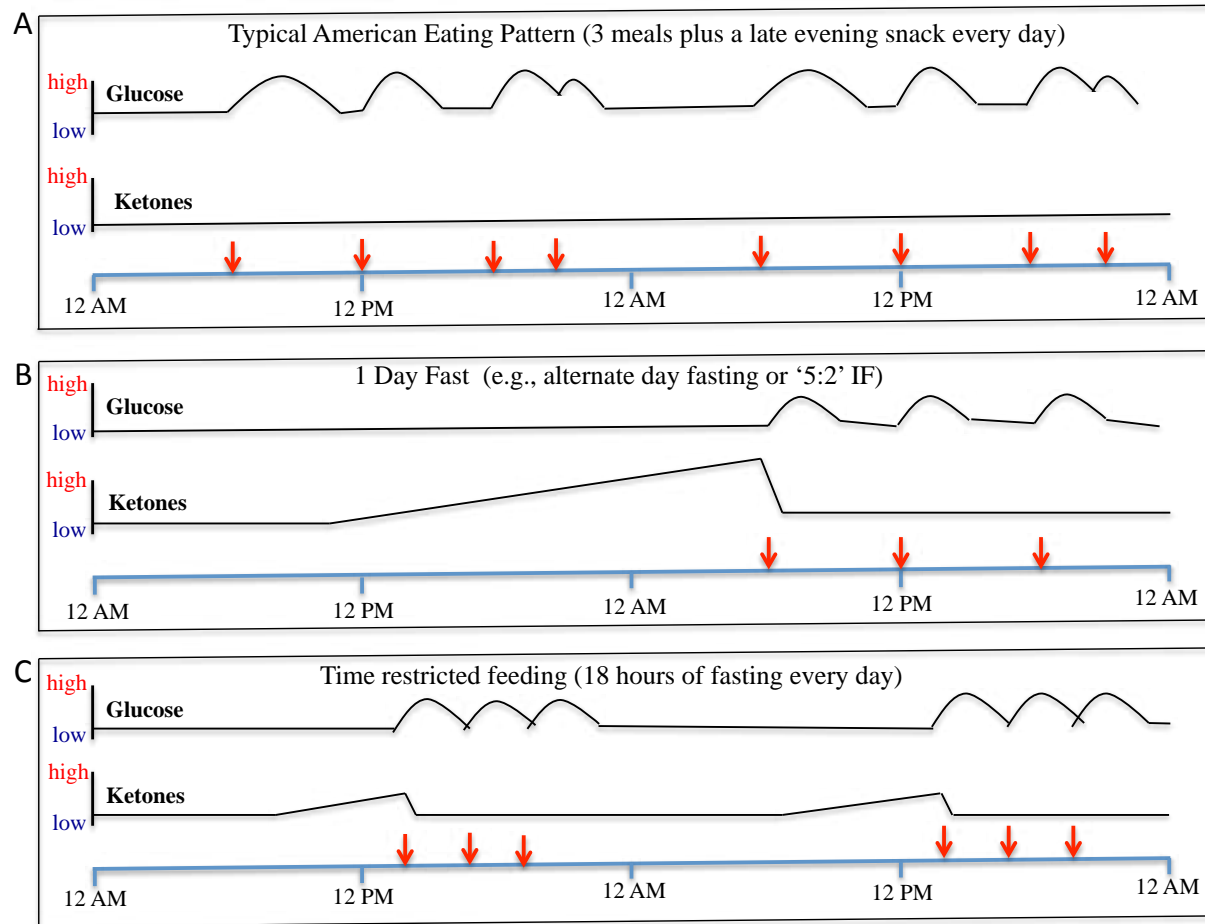 A
Typical American Eating Pattern (3 meals plus a late evening snack every day)
high
Glucose
low
high
Ketones
low
12 AM 12 PM 12 AM 12 PM 12 AM
B
1 Day Fast (e.g., alternate day fasting or ‘5:2’ IF)
high
Glucose
low
high
Ketones
low
12 AM 12 PM 12 AM 12 PM 12 AM
C
Time restricted feeding (18 hours of fasting every day)
high
Glucose
low
high
Ketones
low
12 AM 12 PM 12 AM 12 PM 12 AM